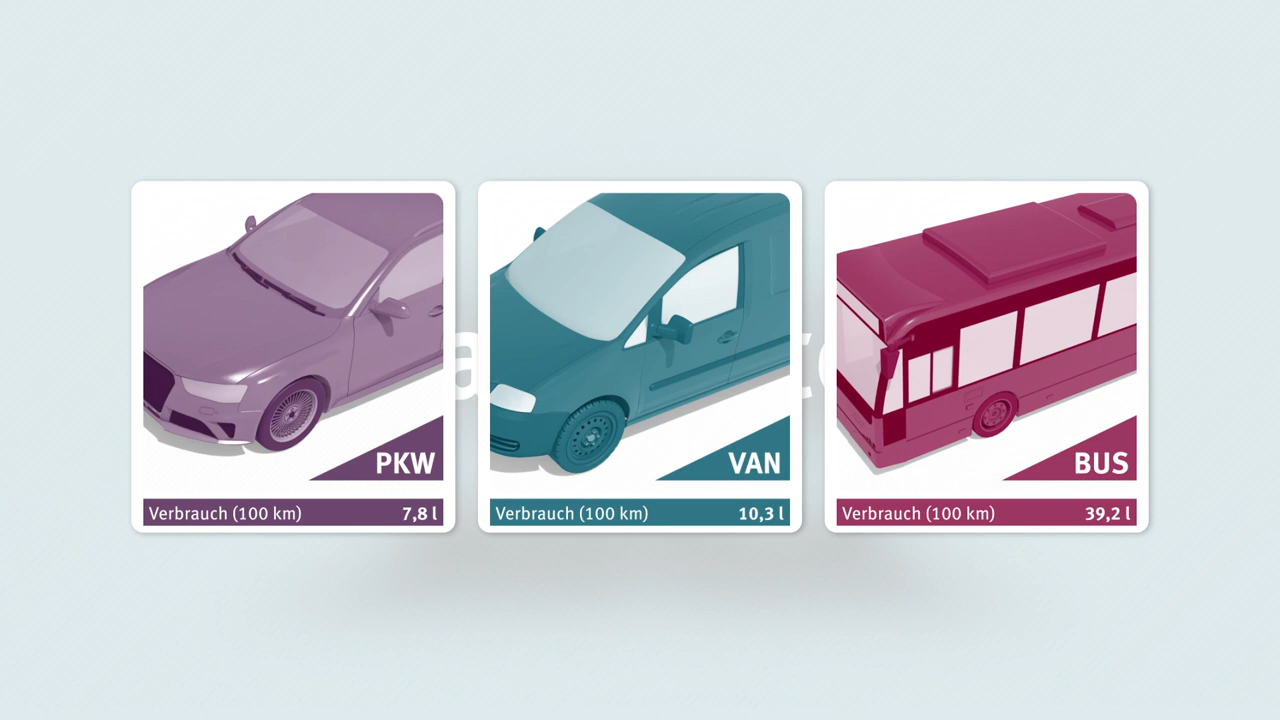 PKW
Verbrauch (100 km) 7,8 l
VAN
Verbrauch (100 km) 10,3 l
BUS
Verbrauch (100 km) 39,2 l